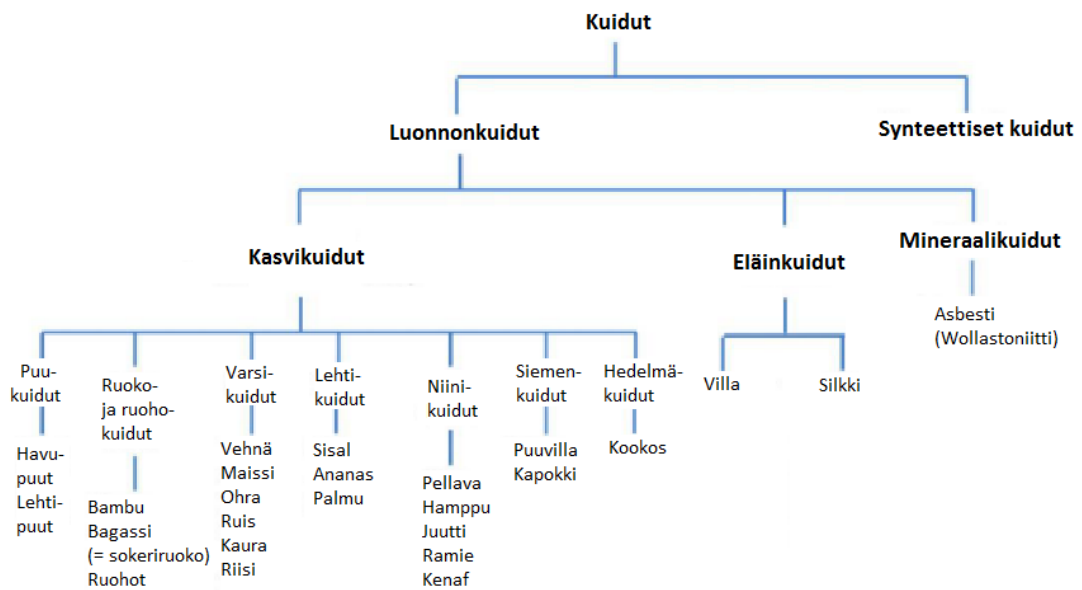 Kuidut
Luonnonkuidut
Synteettiset kuidut
Kasvikuidut
Eläinkuidut
Mineraalikuidut
Asbesti
(Wollastoniitti)
Puu-
kuidut
Havu-
puut
Lehti-
puut
Ruoko-
ja ruoho-
kuidut
Bambu
Bagassi
(= sokeriruoko)
Ruohot
Varsi-
kuidut
Vehnä
Maissi
Ohra
Ruis
Kaura
Riisi
Lehti-
kuidut
Sisal
Ananas
Palmu
Niini-
kuidut
Pellava
Hamppu
Juutti
Ramie
Kenaf
Siemen-
kuidut
Puuvilla
Kapokki
Hedelmä-
kuidut
Kookos
Villa
Silkki